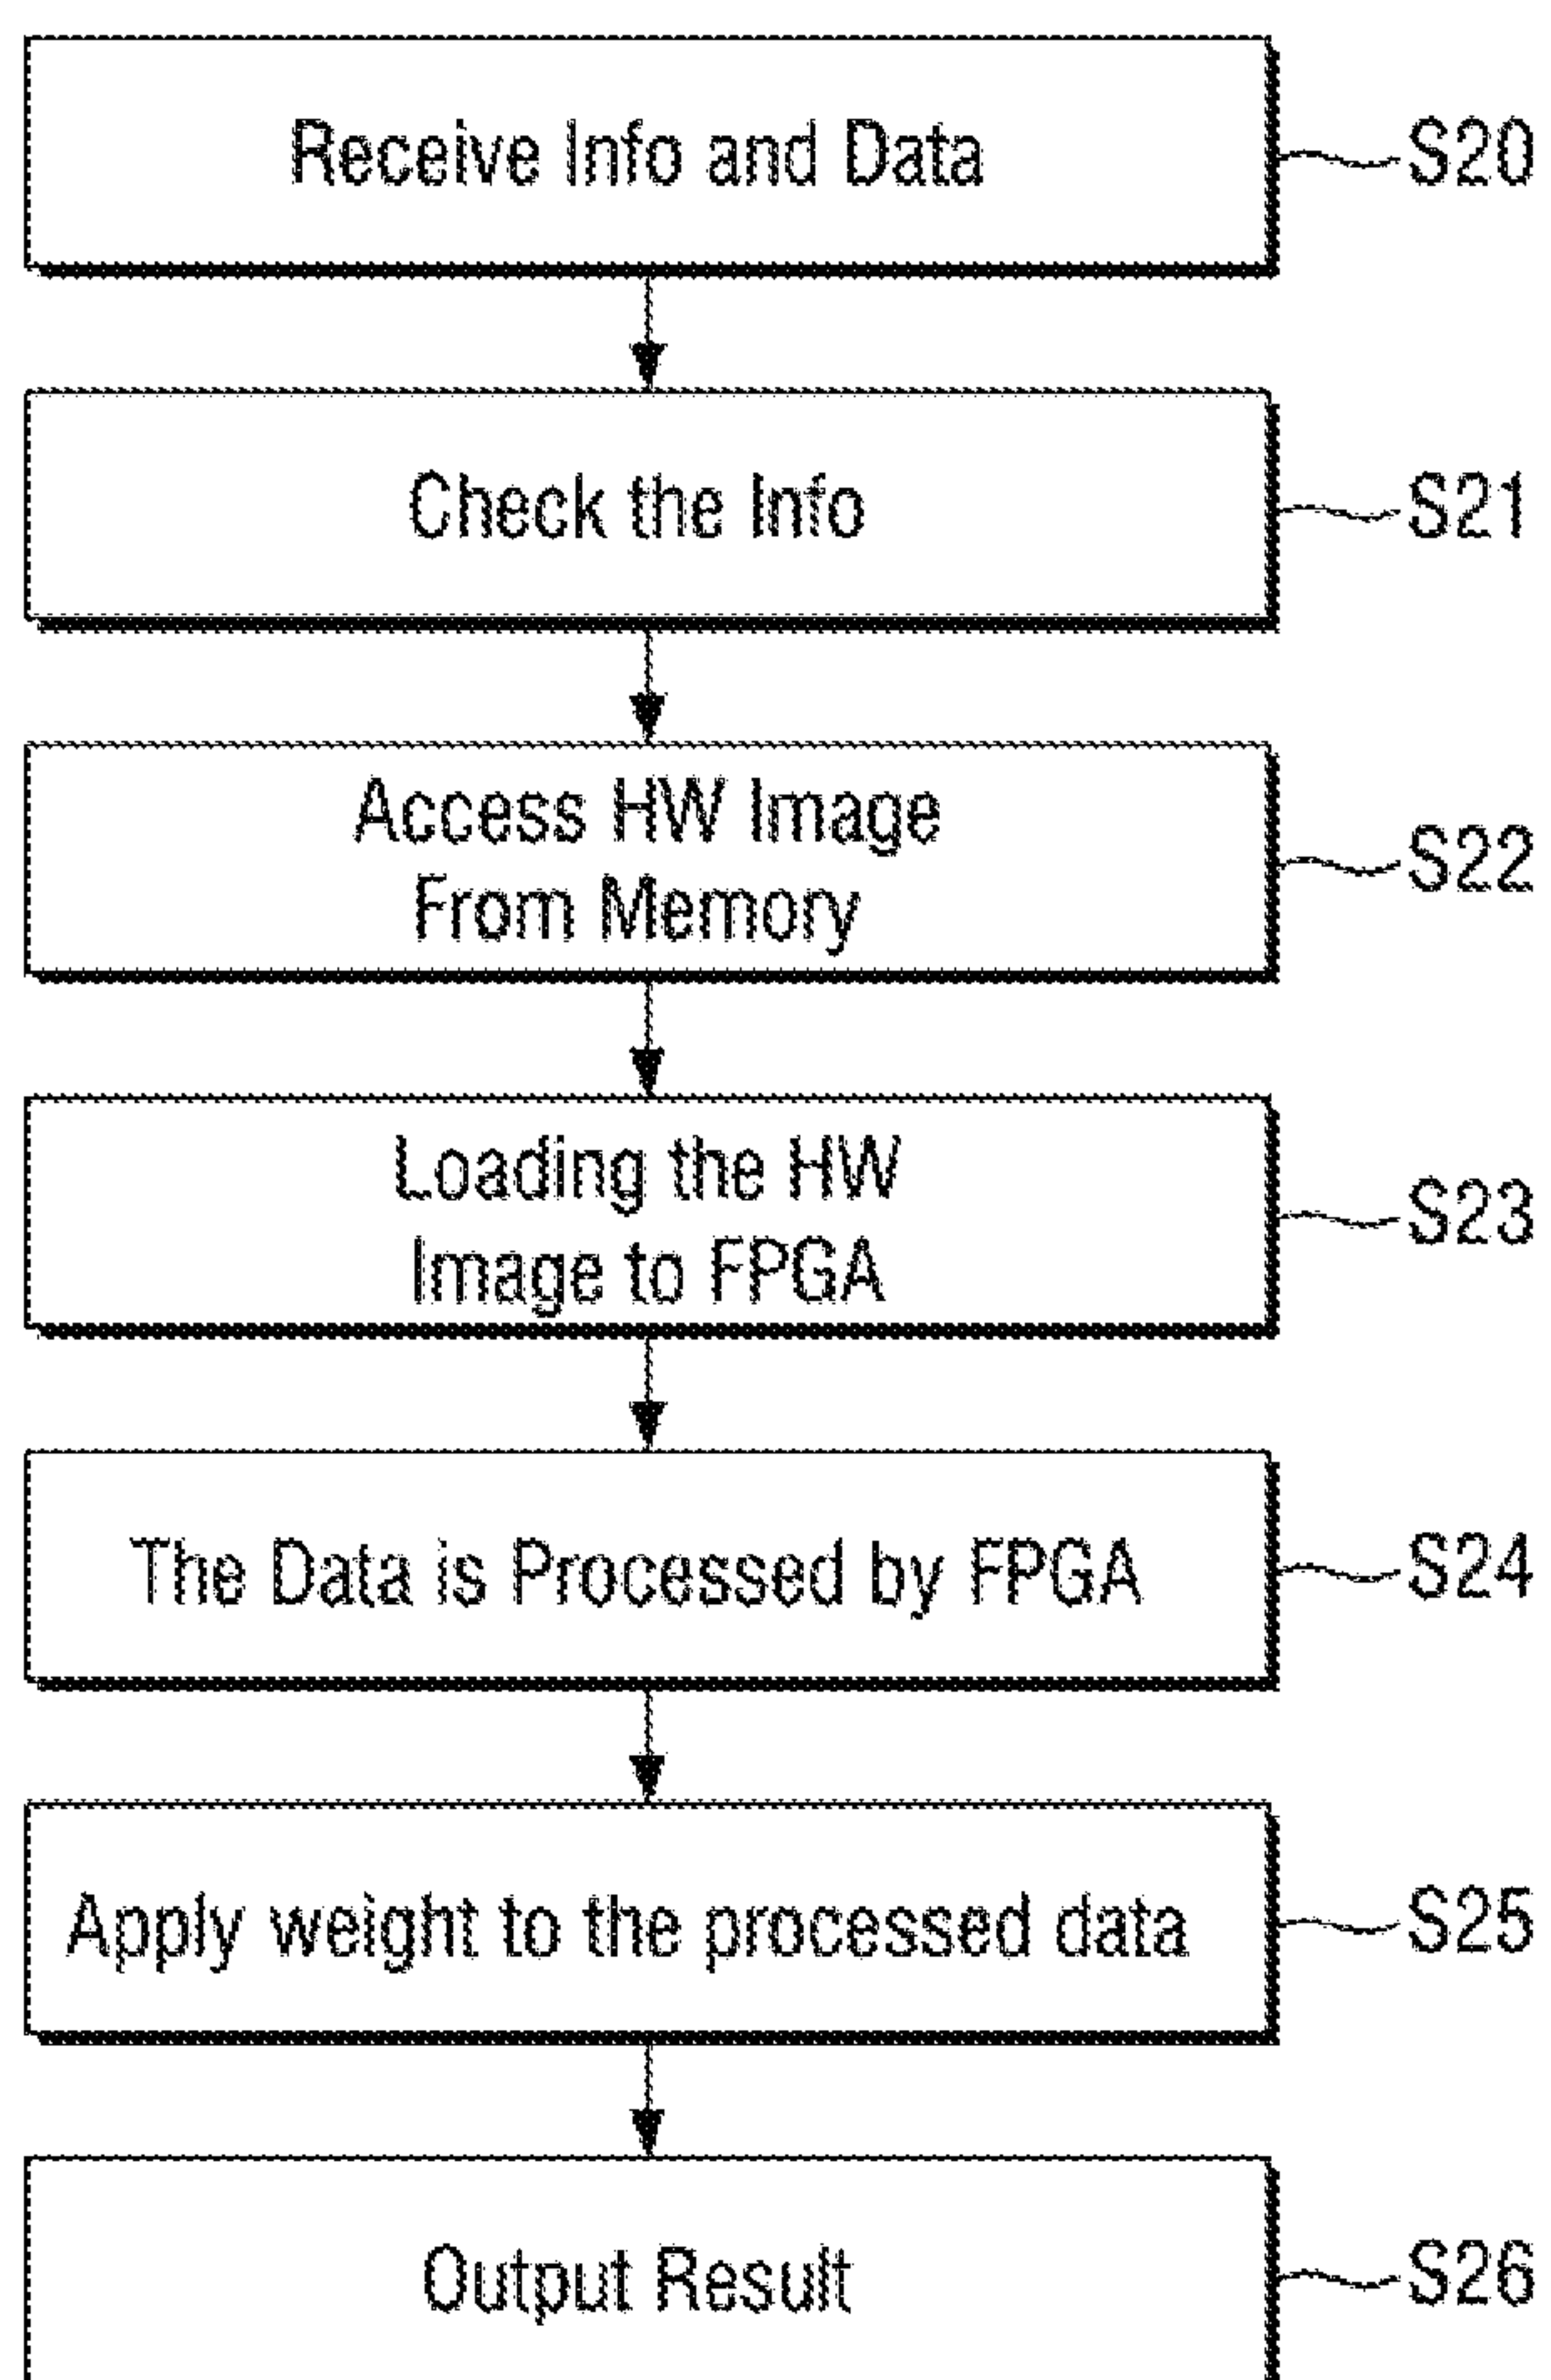 Receive Info and Data
S20
Check the Info
S21
Access HW Image
From Memory
S22
Loading the HW
Image to FPGA
S23
The Data is Processed by FPGA
S24
Apply weight to the processed data
S25
Output Result
S26